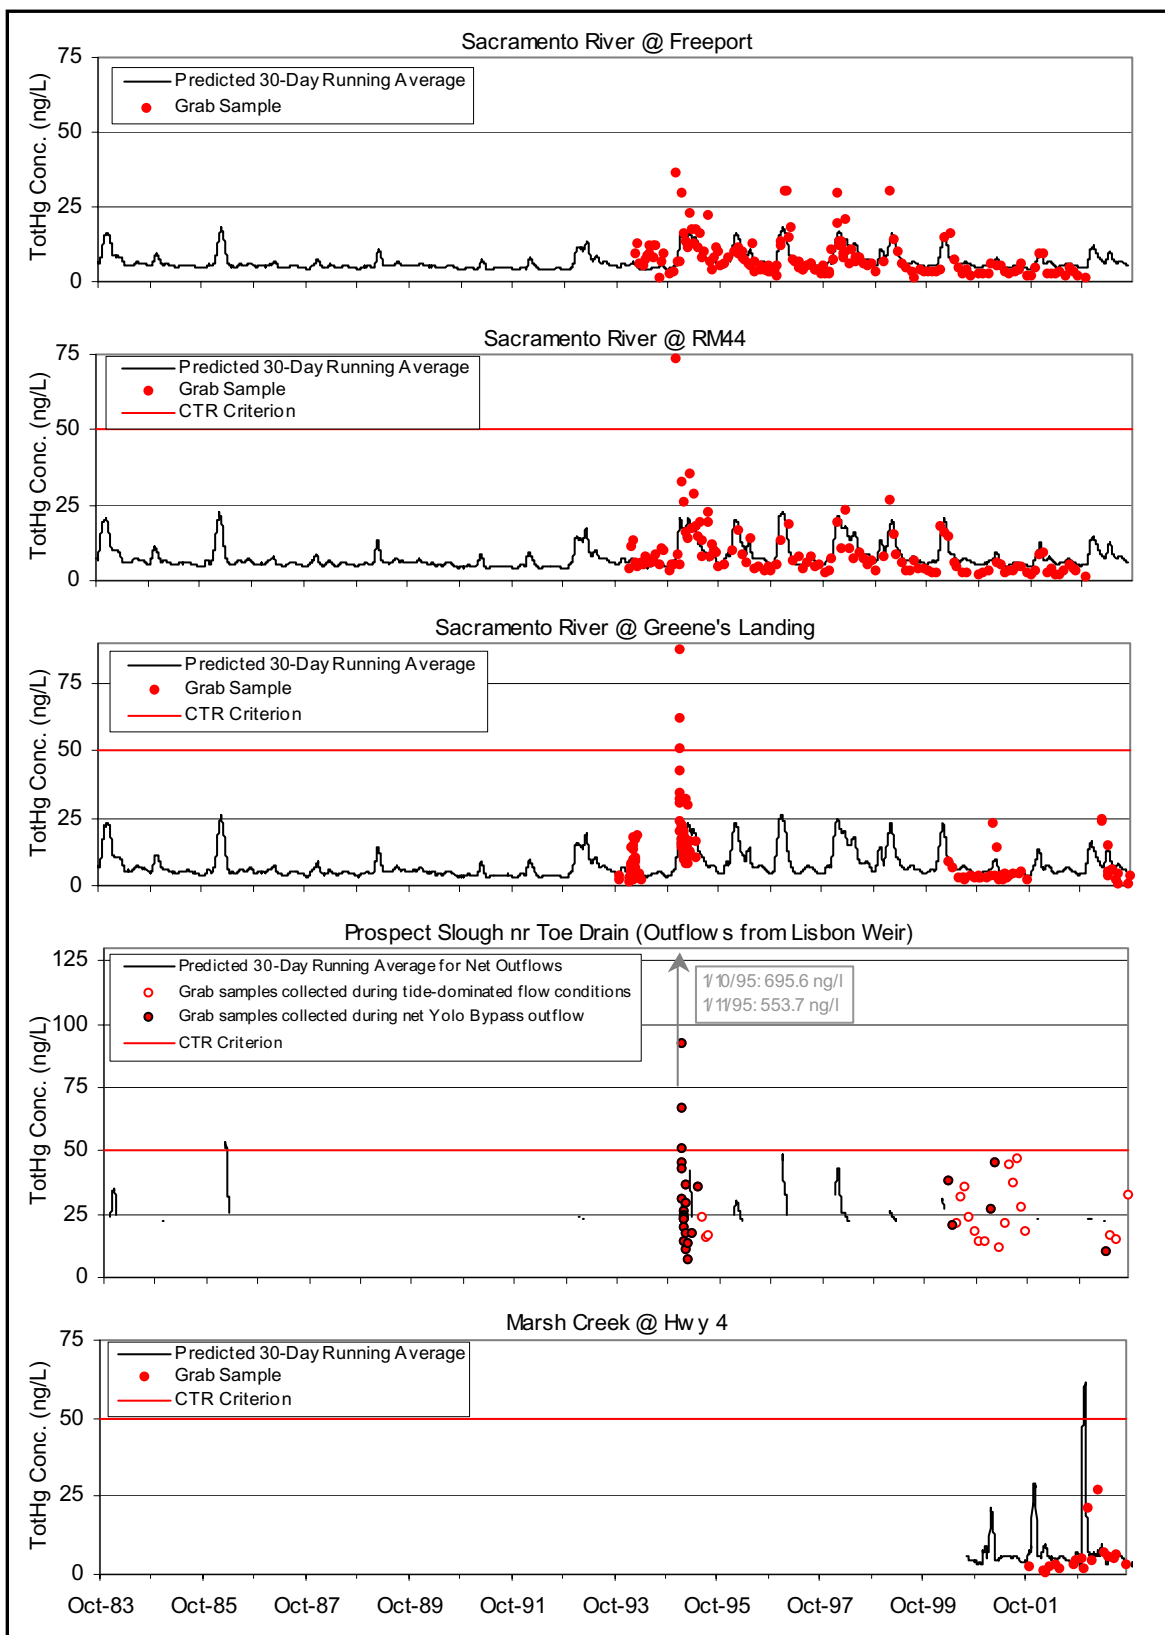 Sacramento River @ Freeport
TotHg Conc. (ng/L)
75
50
25
0
Predicted 30-Day Running Average
Grab Sample
Sacramento River @ RM44
TotHg Conc. (ng/L)
75
50
25
0
Predicted 30-Day Running Average
Grab Sample
CTR Criterion
Sacramento River @ Greene's Landing
TotHg Conc. (ng/L)
75
50
25
0
Predicted 30-Day Running Average
Grab Sample
CTR Criterion
Prospect Slough nr Toe Drain (Outflows from Lisbon Weir)
TotHg Conc. (ng/L)
125
100
75
50
25
0
Predicted 30-Day Running Average for Net Outflows
Grab samples collected during tide-dominated flow conditions
Grab samples collected during net Yolo Bypass outflow
CTR Criterion
1/10/95: 695.6 ng/l
1/11/95: 553.7 ng/l
Marsh Creek @ Hwy 4
TotHg Conc. (ng/L)
75
50
25
0
Predicted 30-Day Running Average
Grab Sample
CTR Criterion
Oct-83 Oct-85 Oct-87 Oct-89 Oct-91 Oct-93 Oct-95 Oct-97 Oct-99 Oct-01